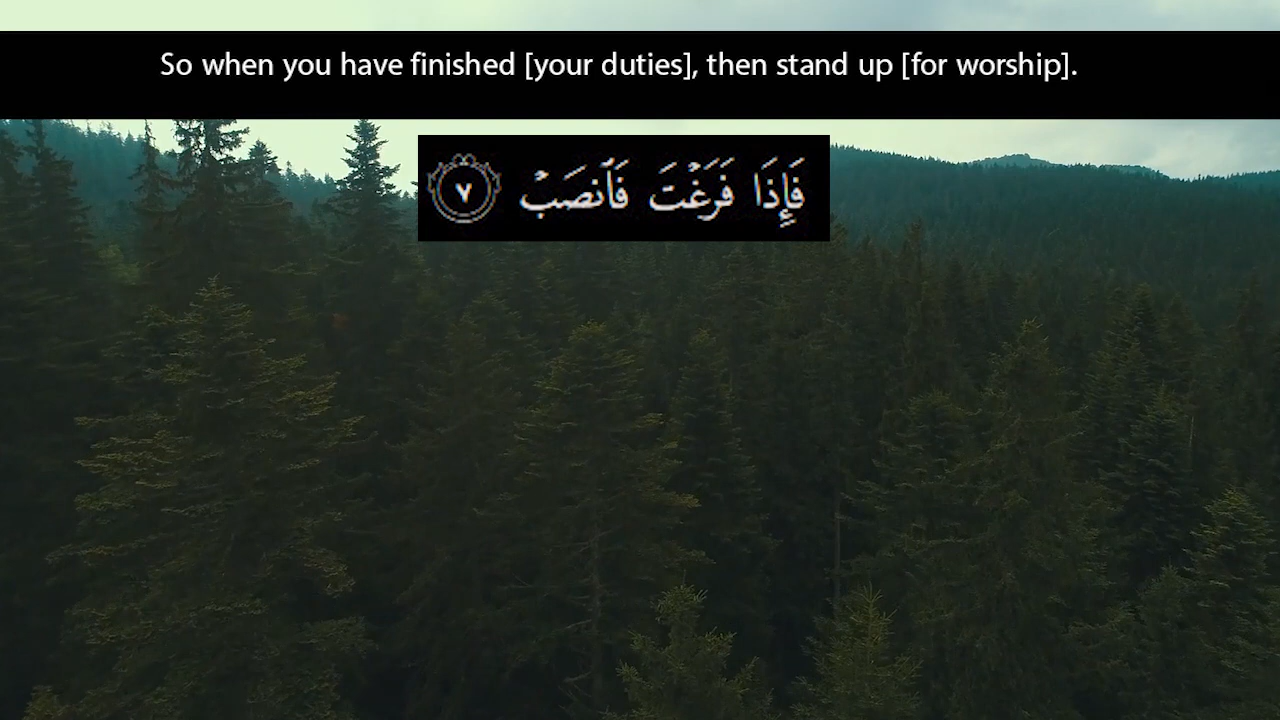 So when you have finished [your duties], then stand up [for worship].
فَإِذَا فَرَغْتَ فَٱنصَبْ ٧